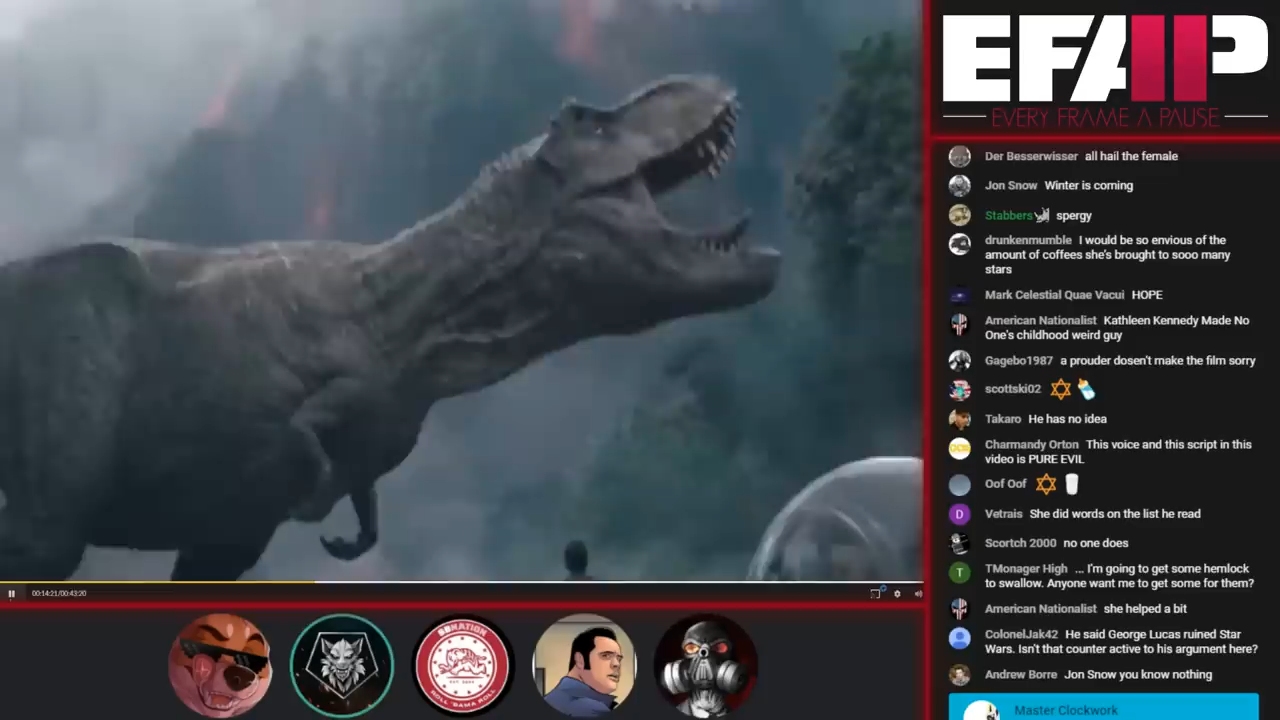 EFAP
EVERY FRAME A PAUSE
Der Besserwisser all hail the female
Jon Snow Winter is coming
Stabbers spergy
drunkenmumble I would be so envious of the
amount of coffees she's brought to sooo many
stars
Mark Celestial Quae Vacui HOPE
American Nationalist Kathleen Kennedy Made No
One's childhood weird guy
Gagebo1987 a prouder dosen't make the film sorry
scottski02
Takaro He has no idea
Charmandy Orton This voice and this script in this
video is PURE EVIL
Oof Oof
D Vetrais She did words on the list he read
Scortch 2000 no one does
T TMonager High ... I'm going to get some hemlock
to swallow. Anyone want me to get some for them?
American Nationalist she helped a bit
ColonelJak42 He said George Lucas ruined Star
Wars. Isn't that counter active to his argument here?
Andrew Borre Jon Snow you know nothing
Master Clockwork
00:14:21/00:43:20